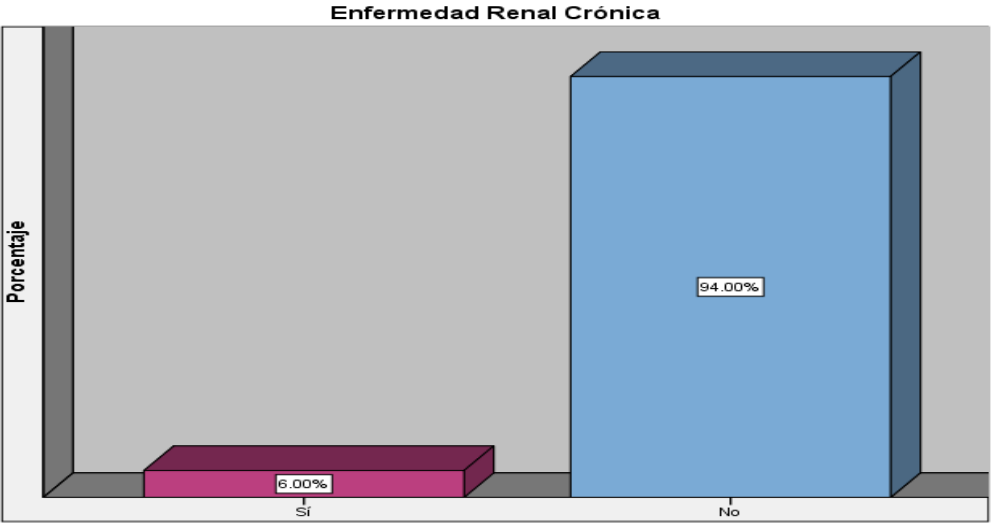 Enfermedad Renal Crónica
Porcentaje
94.00%
6.00%
Sí
No